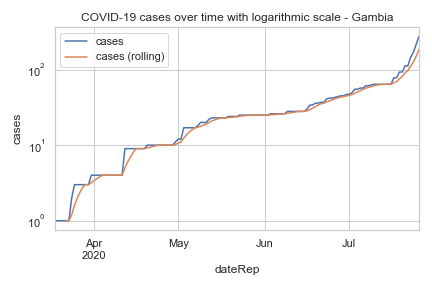 COVID-19 cases over time with logarithmic scale - Gambia
cases
cases (rolling)
10²
10¹
10⁰
cases
Apr
2020
May
Jun
Jul
dateRep